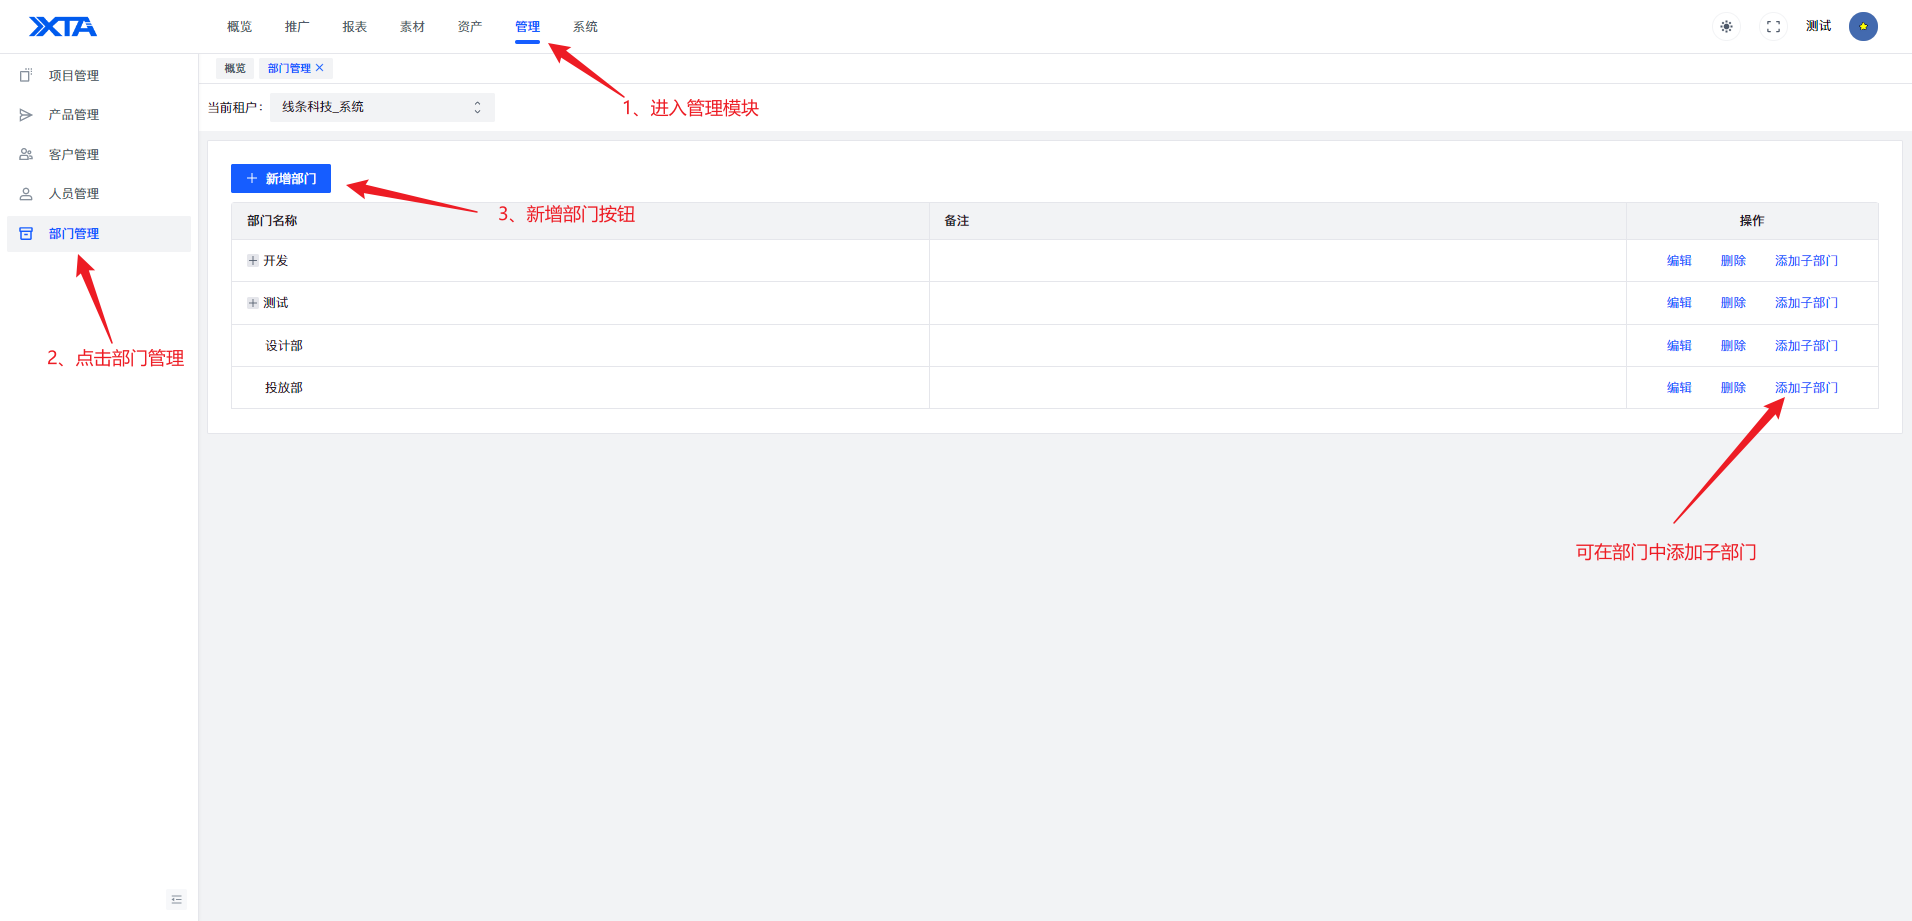 XTA
概览 推广 报表 素材 资产 管理 系统
测试
项目管理
产品管理
客户管理
人员管理
部门管理
概览 部门管理
当前租户： 线条科技_系统
1、进入管理模块
新增部门
3、新增部门按钮
部门名称 备注 操作
开发 编辑 删除 添加子部门
测试 编辑 删除 添加子部门
设计部 编辑 删除 添加子部门
投放部 编辑 删除 添加子部门
2、点击部门管理
可在部门中添加子部门